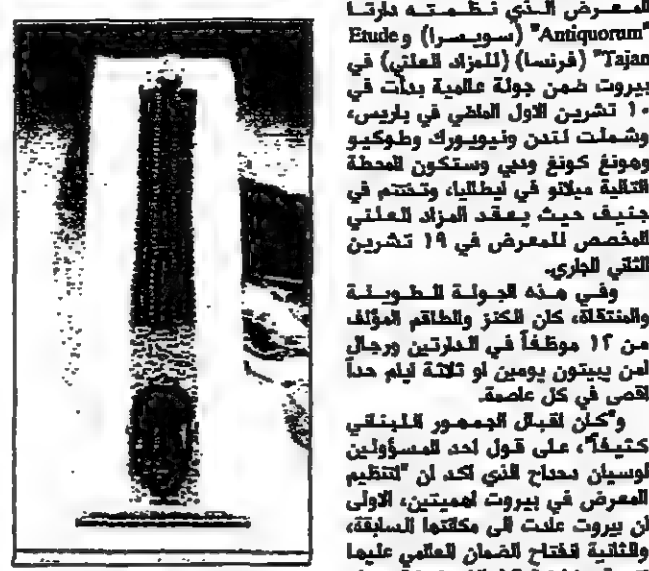 المعرض الذي نظمته دارتا
"Antiquorum" (سويسرا) و Etude
Tajan" (فرنسا) (للمزاد العلني) في
بيروت ضمن جولة عالمية بدأت في
١٠ تشرين الاول الماضي في باريس،
وشملت لندن ونيويورك وطوكيو
وهونغ كونغ ودبي وستكون المحطة
التالية ميلانو في ايطاليا، وتختتم في
جنيف حيث يعقد المزاد العلني
المخصص للمعرض في ١٩ تشرين
الثاني الجاري.
وفي هذه الجولة الطويلة
والمنتقاة، كان الكنز والطاقم المؤلف
من ١٢ موظفاً في الدارتين ورجال
امن يبيتون يومين او ثلاثة ايام حداً
اقصى في كل عاصمة.
و"كان اقبال الجمهور اللبناني
كثيفاً"، على قول احد المسؤولين
لوسيان دحداح الذي اكد ان "لتنظيم
المعرض في بيروت اهميتين، الاولى
ان بيروت عادت الى مكانتها السابقة،
والثانية انفتاح الضمان العالمي عليها